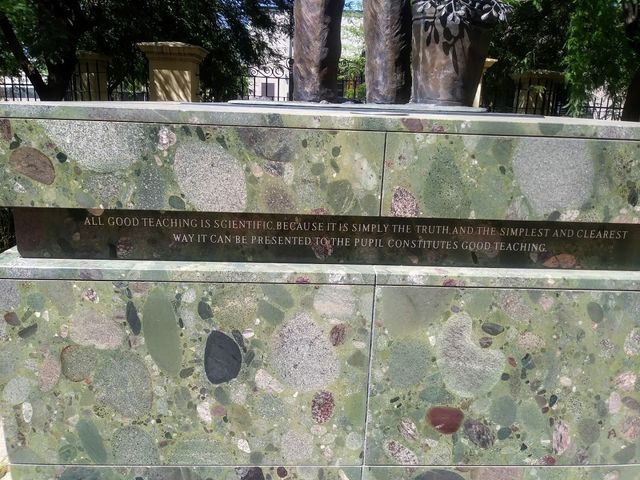 ALL GOOD TEACHING IS SCIENTIFIC, BECAUSE IT IS SIMPLY THE TRUTH, AND THE SIMPLEST AND CLEAREST
WAY IT CAN BE PRESENTED TO THE PUPIL CONSTITUTES GOOD TEACHING.